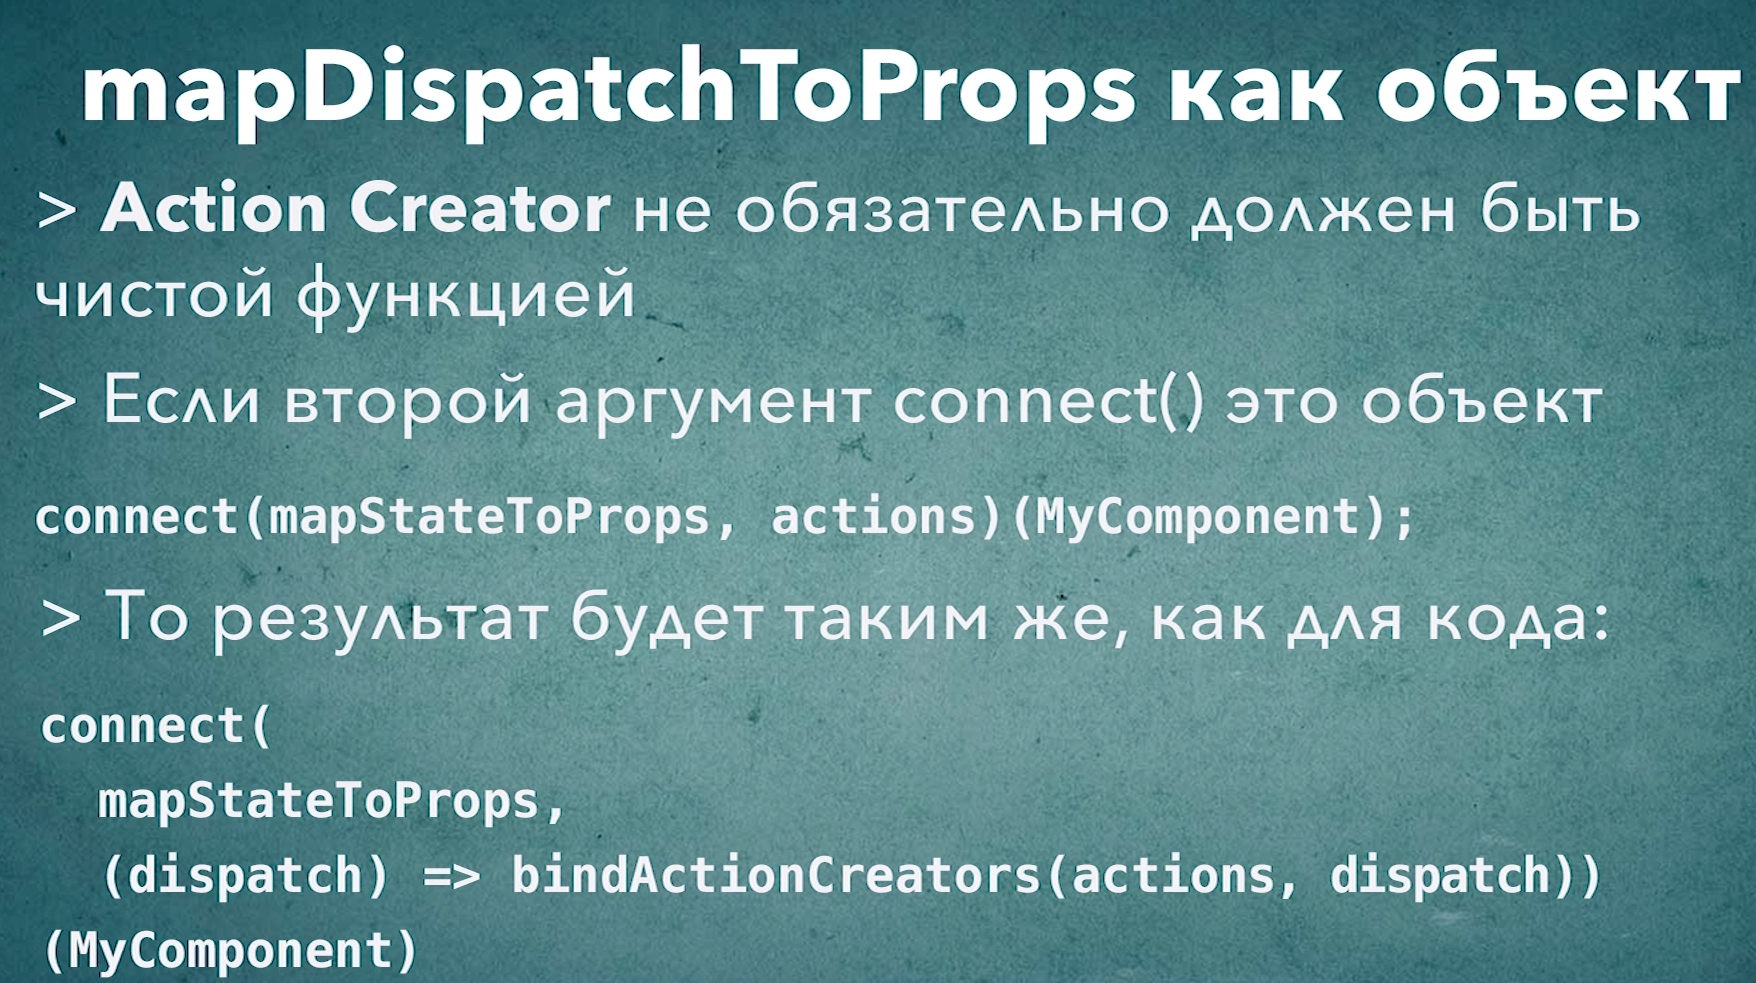 mapDispatchToProps как объект
> Action Creator не обязательно должен быть
чистой функцией
> Если второй аргумент connect() это объект
connect(mapStateToProps, actions)(MyComponent);
> То результат будет таким же, как для кода:
connect(
  mapStateToProps,
  (dispatch) => bindActionCreators(actions, dispatch))
(MyComponent)